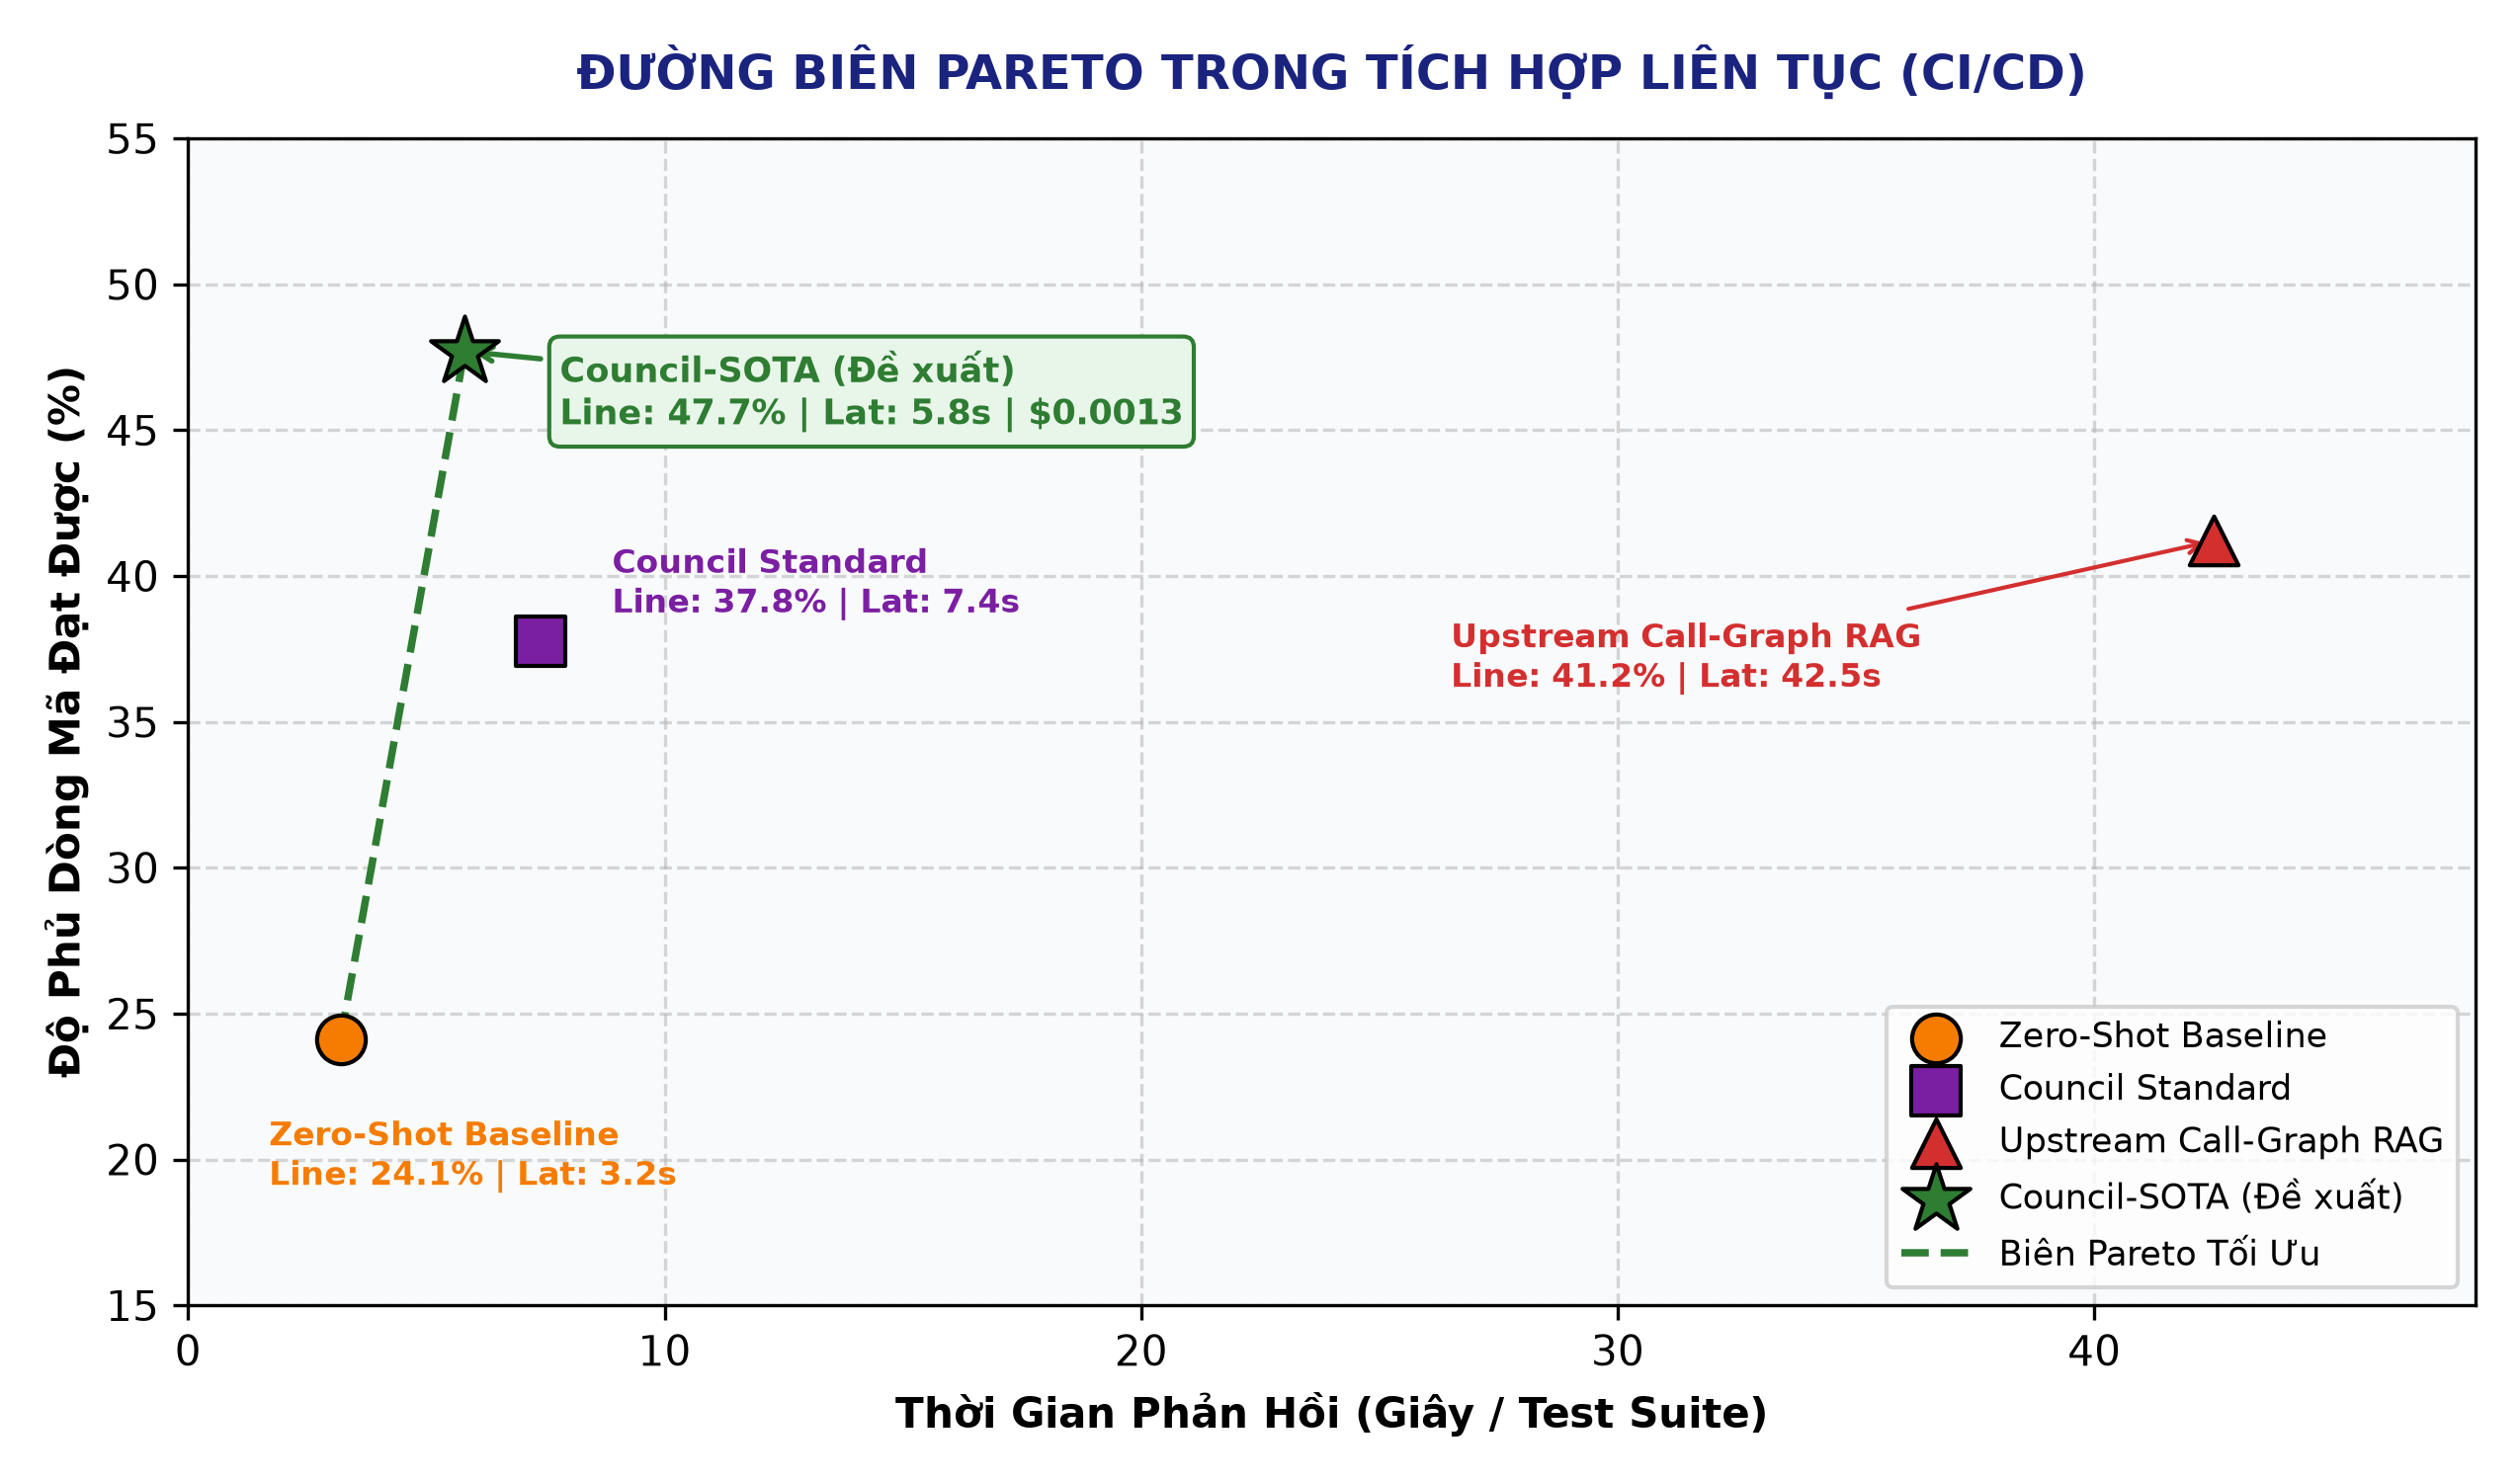 ĐƯỜNG BIÊN PARETO TRONG TÍCH HỢP LIÊN TỤC (CI/CD)
Độ Phủ Dòng Mã Đạt Được (%)
55
50
45
40
35
30
25
20
15
Council-SOTA (Đề xuất)
Line: 47.7% | Lat: 5.8s | $0.0013
Council Standard
Line: 37.8% | Lat: 7.4s
Upstream Call-Graph RAG
Line: 41.2% | Lat: 42.5s
Zero-Shot Baseline
Line: 24.1% | Lat: 3.2s
Zero-Shot Baseline
Council Standard
Upstream Call-Graph RAG
Council-SOTA (Đề xuất)
Biên Pareto Tối Ưu
0 10 20 30 40
Thời Gian Phản Hồi (Giây / Test Suite)